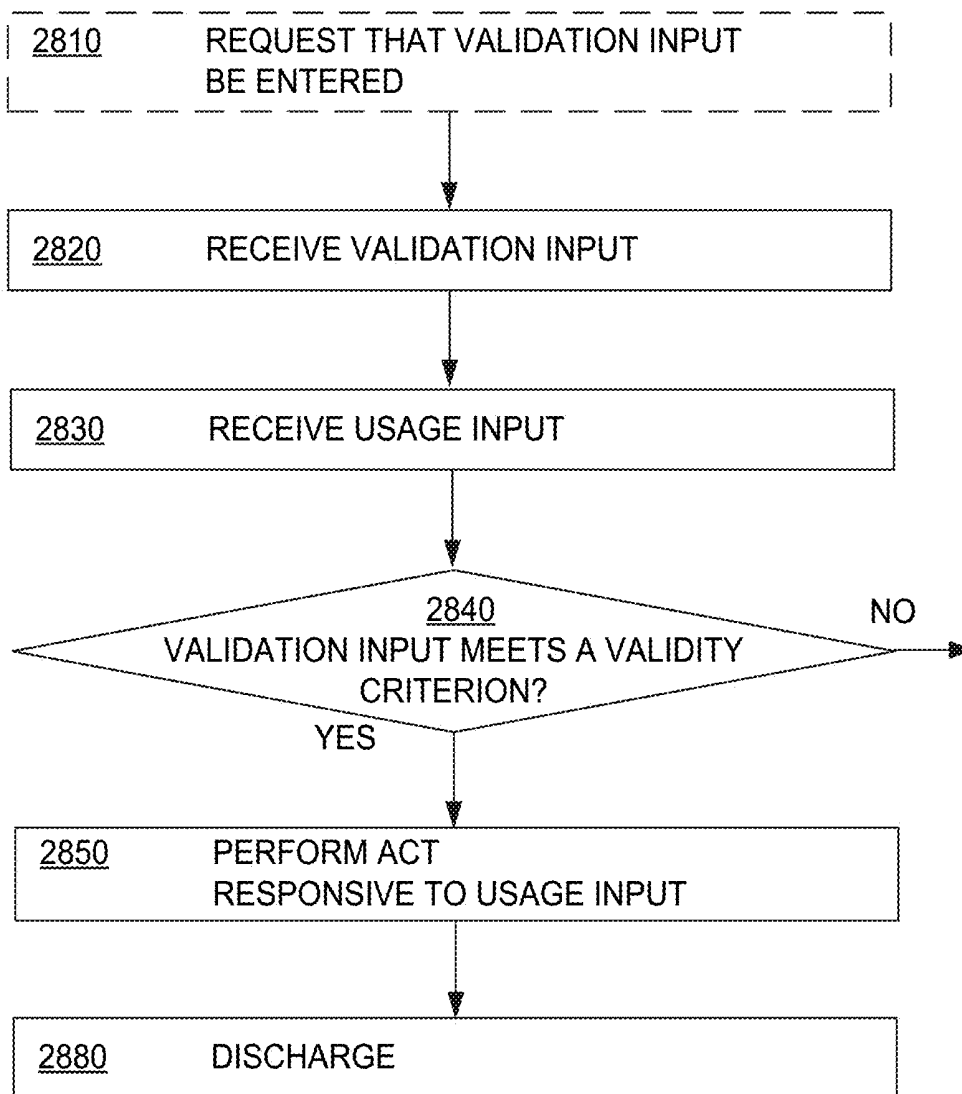 2810 REQUEST THAT VALIDATION INPUT
BE ENTERED
2820 RECEIVE VALIDATION INPUT
2830 RECEIVE USAGE INPUT
2840
NO
VALIDATION INPUT MEETS A VALIDITY
CRITERION?
YES
2850 PERFORM ACT
RESPONSIVE TO USAGE INPUT
2880 DISCHARGE